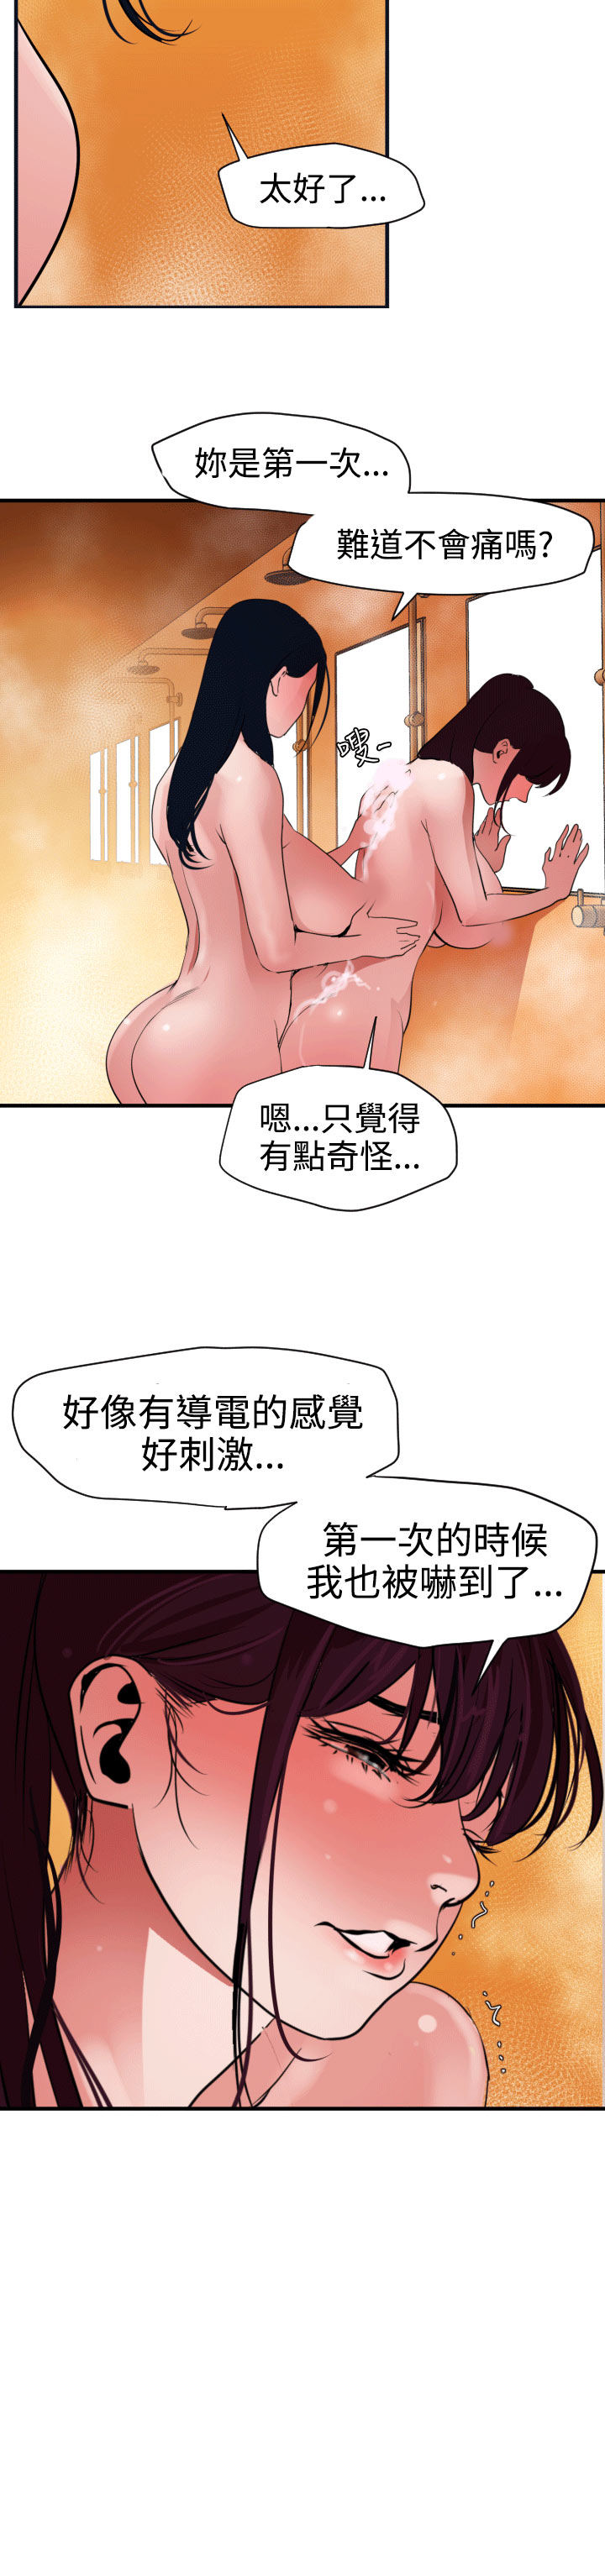 太好了...
妳是第一次...
難道不會痛嗎?
嗖~
嗯...只覺得
有點奇怪...
好像有導電的感覺
好刺激...
第一次的時候
我也被嚇到了...